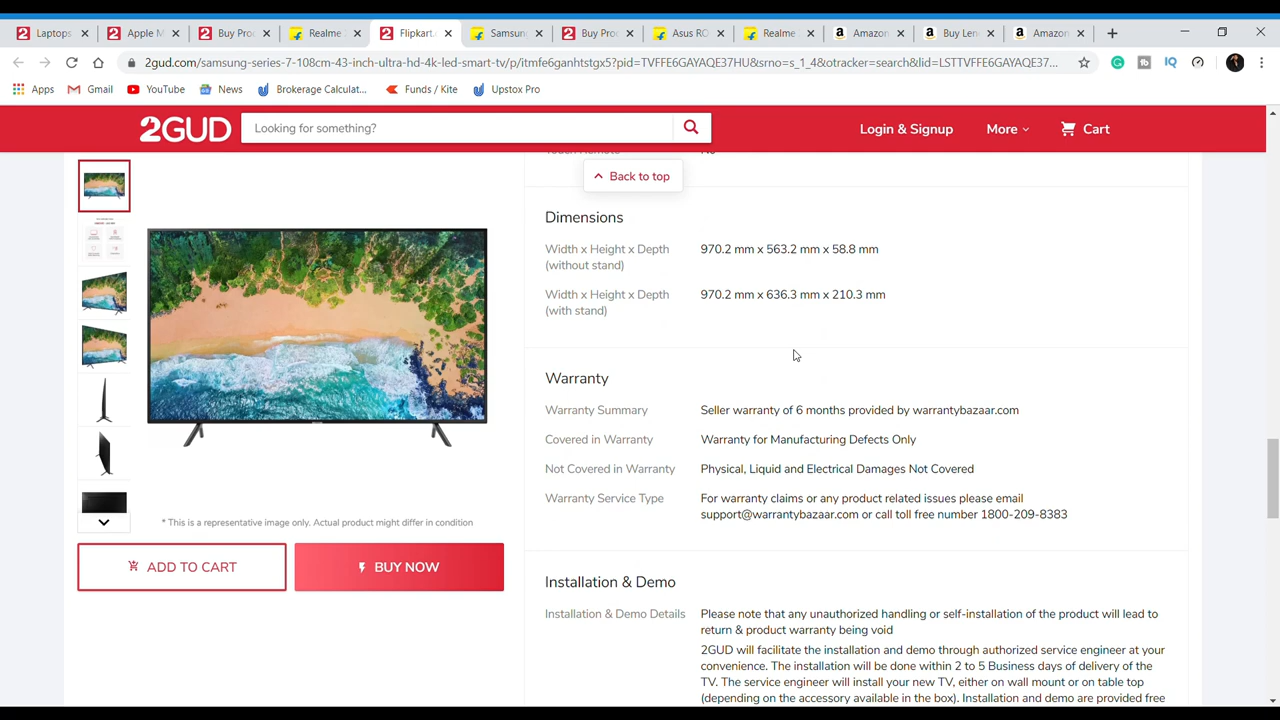 Laptops
Apple M
Buy Pro
Realme
Flipkart.
Samsung
Buy Pro
Asus RO
Realme
Amazon
Buy Len
Amazon
2gud.com/samsung-series-7-108cm-43-inch-ultra-hd-4k-led-smart-tv/p/itmfe6ganhtstgx5?pid=TVFFE6GAYAQE37HU&srno=s_1_4&otracker=search&lid=LSTTVFFE6GAYAQE37...
Apps
Gmail
YouTube
News
Brokerage Calculat...
Funds / Kite
Upstox Pro
2GUD
Looking for something?
Login & Signup
More
Cart
Back to top
Dimensions
Width x Height x Depth
(without stand)
970.2 mm x 563.2 mm x 58.8 mm
Width x Height x Depth
(with stand)
970.2 mm x 636.3 mm x 210.3 mm
Warranty
Warranty Summary
Seller warranty of 6 months provided by warrantybazaar.com
Covered in Warranty
Warranty for Manufacturing Defects Only
Not Covered in Warranty
Physical, Liquid and Electrical Damages Not Covered
Warranty Service Type
For warranty claims or any product related issues please email
support@warrantybazaar.com or call toll free number 1800-209-8383
* This is a representative image only. Actual product might differ in condition
ADD TO CART
BUY NOW
Installation & Demo
Installation & Demo Details
Please note that any unauthorized handling or self-installation of the product will lead to
return & product warranty being void
2GUD will facilitate the installation and demo through authorized service engineer at your
convenience. The installation will be done within 2 to 5 Business days of delivery of the
TV. The service engineer will install your new TV, either on wall mount or on table top
(depending on the accessory available in the box). Installation and demo are provided free